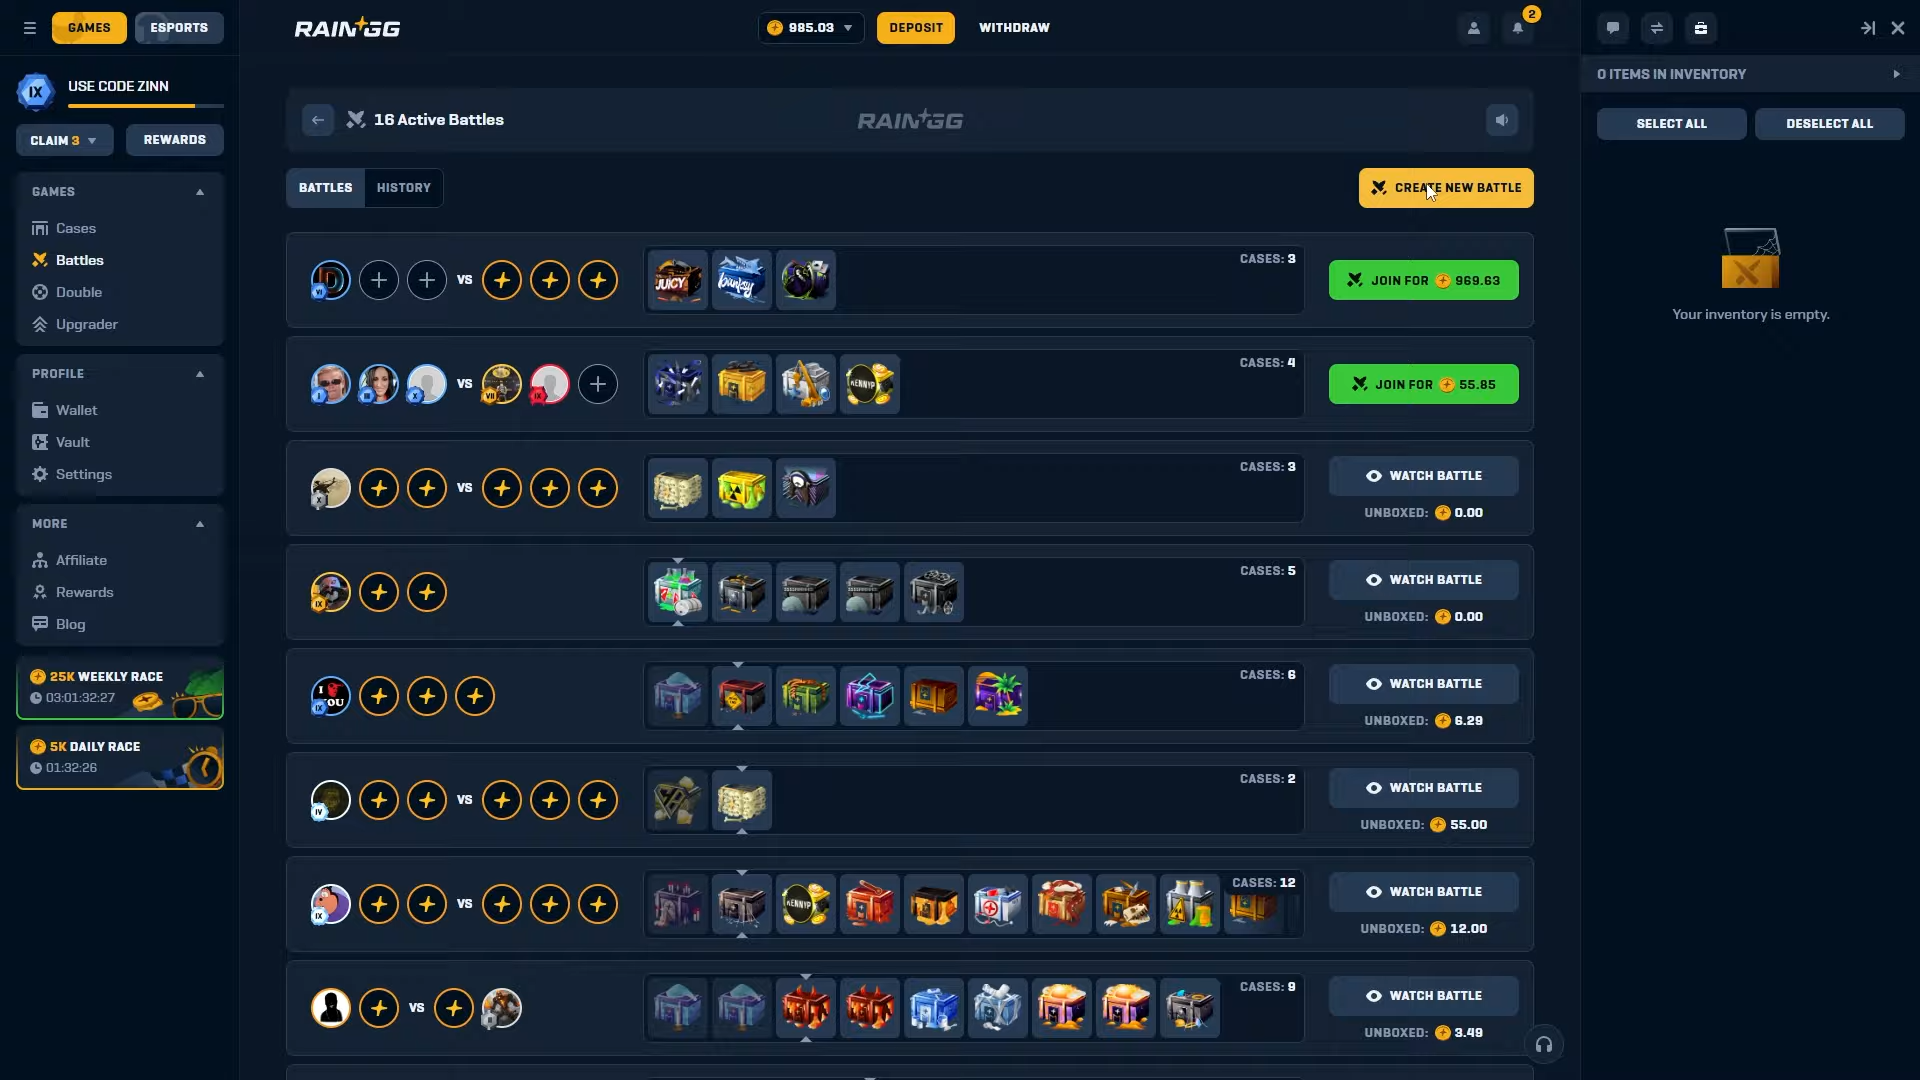 GAMES
ESPORTS
RAIN GG
985.03
DEPOSIT
WITHDRAW
2
IX
USE CODE ZINN
CLAIM 3
REWARDS
GAMES
Cases
Battles
Double
Upgrader
PROFILE
Wallet
Vault
Settings
MORE
Affiliate
Rewards
Blog
25K WEEKLY RACE
03:01:32:27
5K DAILY RACE
01:32:26
16 Active Battles
RAIN GG
BATTLES
HISTORY
CREATE NEW BATTLE
VS
JUICY
CASES: 3
JOIN FOR 969.63
VS
KENNYP
CASES: 4
JOIN FOR 55.85
VS
CASES: 3
WATCH BATTLE
UNBOXED: 0.00
CASES: 5
WATCH BATTLE
UNBOXED: 0.00
CASES: 6
WATCH BATTLE
UNBOXED: 6.29
VS
CASES: 2
WATCH BATTLE
UNBOXED: 55.00
VS
KENNYP
CASES: 12
WATCH BATTLE
UNBOXED: 12.00
VS
CASES: 9
WATCH BATTLE
UNBOXED: 3.49
0 ITEMS IN INVENTORY
SELECT ALL
DESELECT ALL
Your inventory is empty.